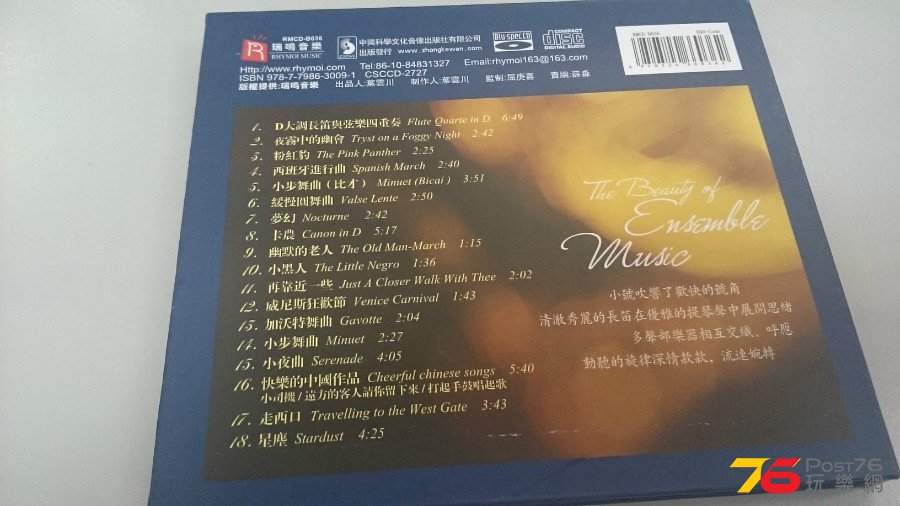 RMCD-B036
瑞鳴音樂
RHYMOI MUSIC
中國科學文化音像出版社有限公司
出版發行 www.zhongkewen.com
Blu-spec CD
COMPACT disc DIGITAL AUDIO
RMCD-B036 BAR-Code
Http://www.rhymoi.com Tel:86-10-84831327 Email:rhymoi163@163.com
ISBN 978-7-7986-3009-1 CSCCD-2727
版權提供:瑞鳴音樂 出品人:葉雲川 制作人:葉雲川 監制:屈庚喜 責編:薛淼
1. D大調長笛與弦樂四重奏 Flute Quarte in D 6:49
2. 夜霧中的幽會 Tryst on a Foggy Night 2:42
3. 粉紅豹 The Pink Panther 2:25
4. 西班牙進行曲 Spanish March 2:40
5. 小步舞曲（比才） Minuet (Bicai) 3:51
6. 緩慢圓舞曲 Valse Lente 2:50
7. 夢幻 Nocturne 2:42
8. 卡農 Canon in D 5:17
9. 幽默的老人 The Old Man-March 1:15
10. 小黑人 The Little Negro 1:36
11. 再靠近一些 Just A Closer Walk With Thee 2:02
12. 威尼斯狂歡節 Venice Carnival 1:43
13. 加沃特舞曲 Gavotte 2:04
14. 小步舞曲 Minuet 2:27
15. 小夜曲 Serenade 4:05
16. 快樂的中國作品 Cheerful chinese songs 5:40
小司機/遠方的客人請你留下來/打起手鼓唱起歌
17. 走西口 Travelling to the West Gate 3:43
18. 星塵 Stardust 4:25
The Beauty of
Ensemble
Music
小號吹響了歡快的號角
清澈秀麗的長笛在優雅的提琴聲中展開思緒
多聲部樂器相互交織、呼應
動聽的旋律深情款款，流連婉轉
76 Post76
玩樂網